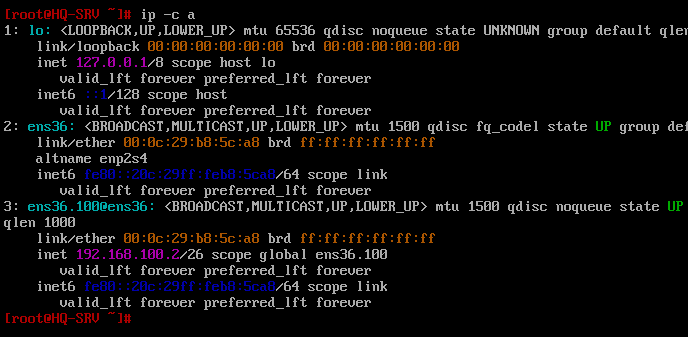 [root@HQ-SRV ~]# ip -c a
1: lo: <LOOPBACK,UP,LOWER_UP> mtu 65536 qdisc noqueue state UNKNOWN group default qlen
link/loopback 00:00:00:00:00:00 brd 00:00:00:00:00:00
inet 127.0.0.1/8 scope host lo
valid_lft forever preferred_lft forever
inet6 ::1/128 scope host
valid_lft forever preferred_lft forever
2: ens36: <BROADCAST,MULTICAST,UP,LOWER_UP> mtu 1500 qdisc fq_codel state UP group def
link/ether 00:0c:29:b8:5c:a8 brd ff:ff:ff:ff:ff:ff
altname enp2s4
inet6 fe80::20c:29ff:feb8:5ca8/64 scope link
valid_lft forever preferred_lft forever
3: ens36.100@ens36: <BROADCAST,MULTICAST,UP,LOWER_UP> mtu 1500 qdisc noqueue state UP
qlen 1000
link/ether 00:0c:29:b8:5c:a8 brd ff:ff:ff:ff:ff:ff
inet 192.168.100.2/26 scope global ens36.100
valid_lft forever preferred_lft forever
inet6 fe80::20c:29ff:feb8:5ca8/64 scope link
valid_lft forever preferred_lft forever
[root@HQ-SRV ~]#